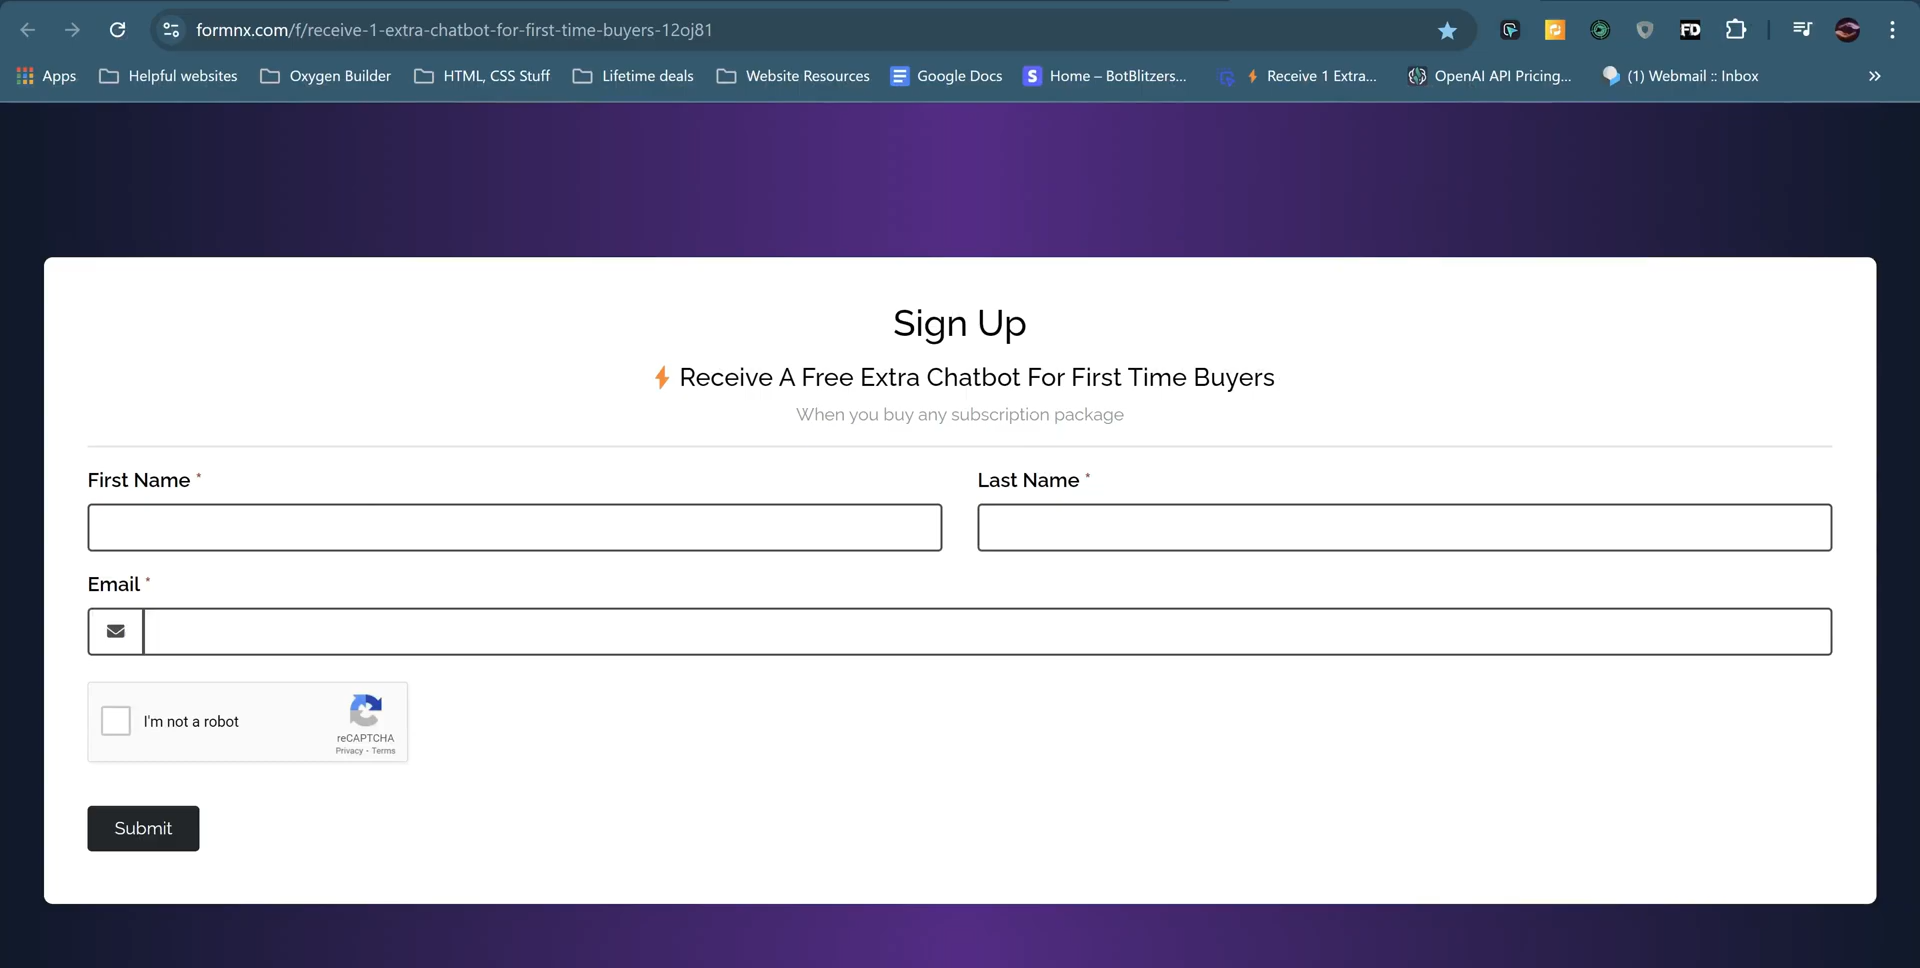 formnx.com/f/receive-1-extra-chatbot-for-first-time-buyers-12oj81
FD
Apps Helpful websites Oxygen Builder HTML, CSS Stuff Lifetime deals Website Resources Google Docs S Home – BotBlitzers... Receive 1 Extra... OpenAI API Pricing... (1) Webmail :: Inbox »
Sign Up
Receive A Free Extra Chatbot For First Time Buyers
When you buy any subscription package
First Name *
Last Name *
Email *
I'm not a robot
reCAPTCHA
Privacy - Terms
Submit